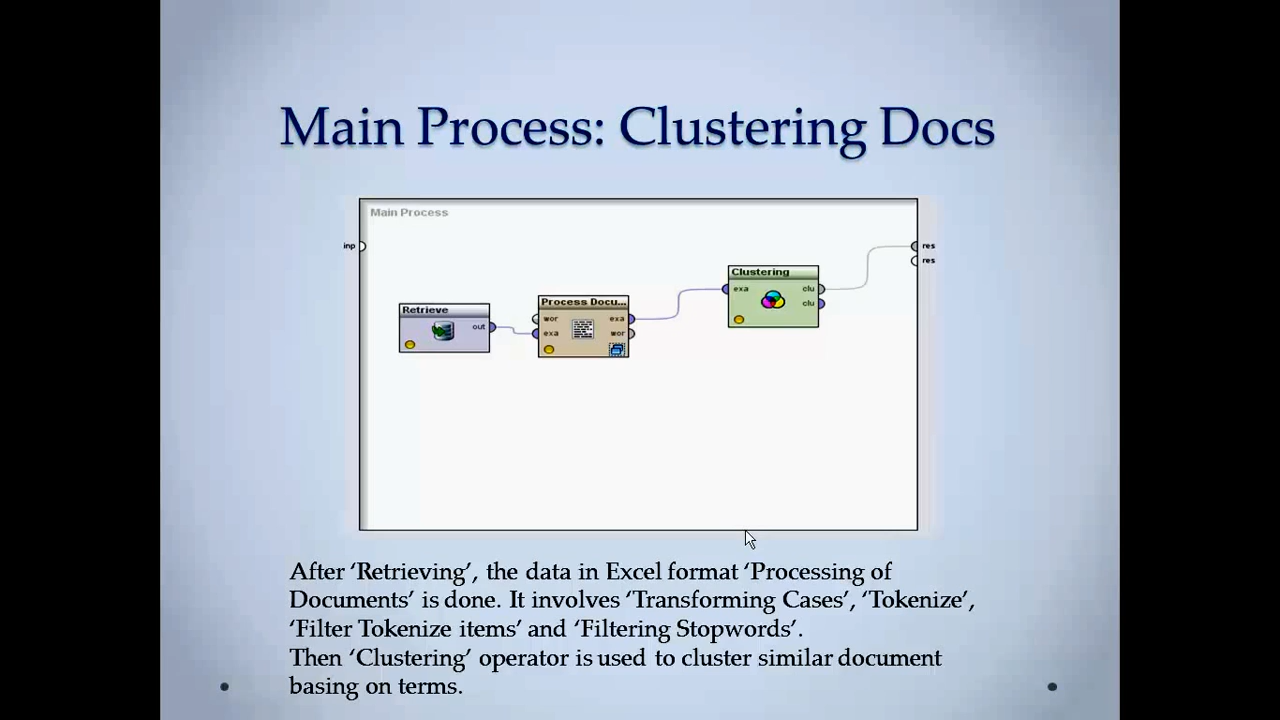 Main Process: Clustering Docs
Main Process
inp
res
res
Retrieve
out
Process Docu...
wor
exa
exa
wor
Clustering
exa
clu
clu
After ‘Retrieving’, the data in Excel format ‘Processing of
Documents’ is done. It involves ‘Transforming Cases’, ‘Tokenize’,
‘Filter Tokenize items’ and ‘Filtering Stopwords’.
Then ‘Clustering’ operator is used to cluster similar document
basing on terms.